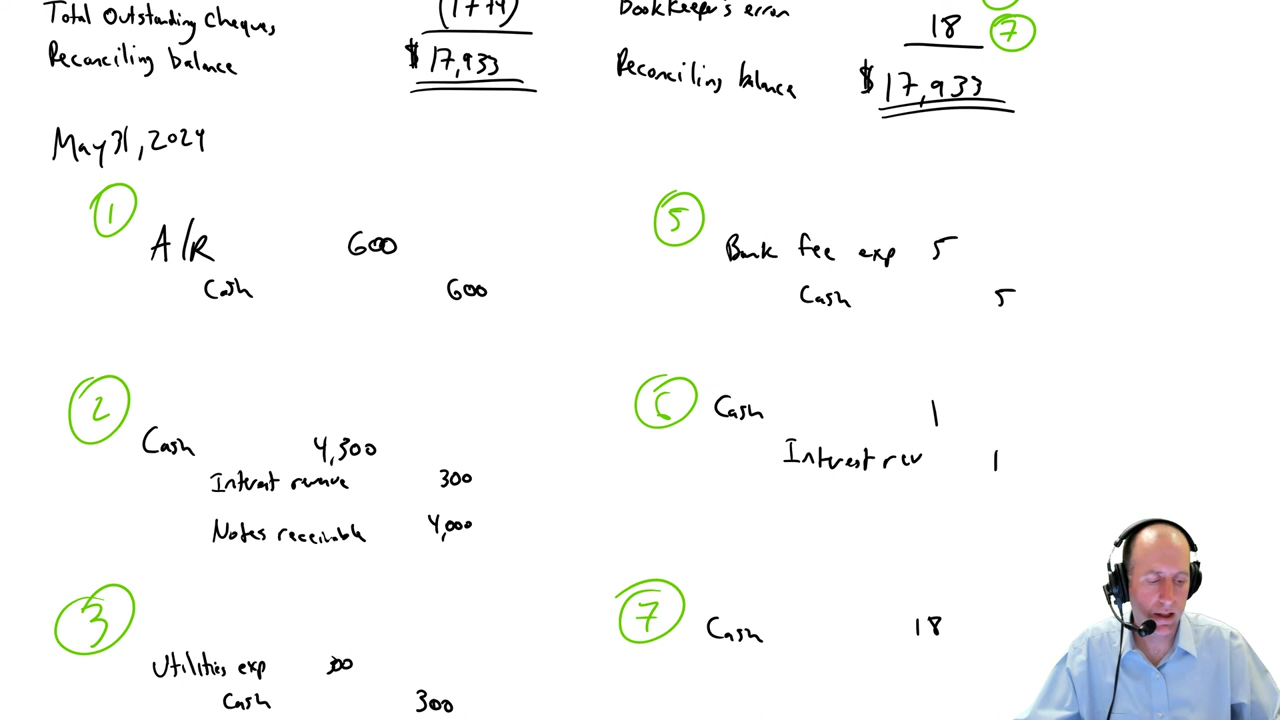 Total Outstanding Cheques (1774)
Reconciling balance $17,933
Bookkeeper's error 18 7
Reconciling balance $17,933
May 31, 2024
1
A/R 600
Cash 600
2
Cash 4,300
Interest revenue 300
Notes receivable 4,000
3
Utilities exp 300
Cash 300
5
Bank fee exp 5
Cash 5
6
Cash 1
Interest rev 1
7
Cash 18